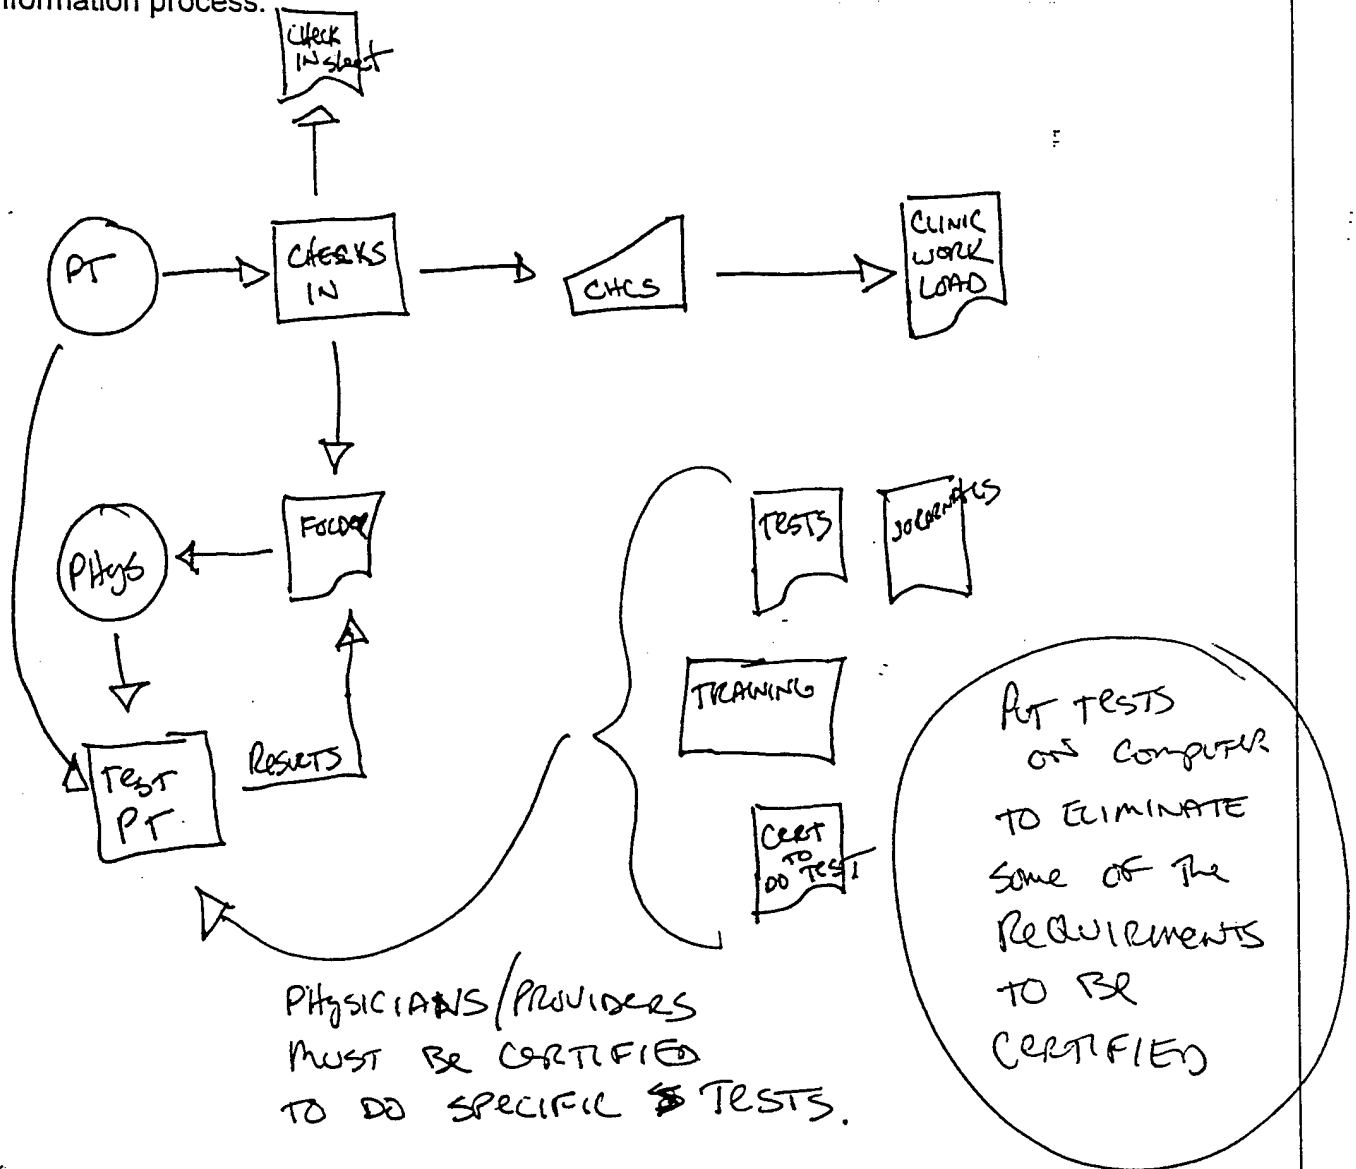 nformation process.
CHECK
IN sheet
PT
CHECKS
IN
CHCS
CLINIC
WORK
LOAD
PHYS
FOLDER
TESTS
TRAINING
TEST
PT.
RESULTS
CERT
TO
DO TEST
PUT TESTS
ON COMPUTER
TO ELIMINATE
SOME OF THE
REQUIRMENTS
TO BE
CERTIFIED
PHYSICIANS/PROVIDERS
MUST BE CERTIFIED
TO DO SPECIFIC TESTS.